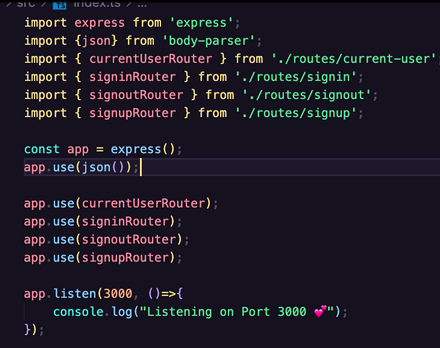 src > TS index.ts > ...
import express from 'express';
import {json} from 'body-parser';
import { currentUserRouter } from './routes/current-user'
import { signinRouter } from './routes/signin';
import { signoutRouter } from './routes/signout';
import { signupRouter } from './routes/signup';
const app = express();
app.use(json());
app.use(currentUserRouter);
app.use(signinRouter);
app.use(signoutRouter);
app.use(signupRouter);
app.listen(3000, ()=>{
console.log("Listening on Port 3000 💕");
});